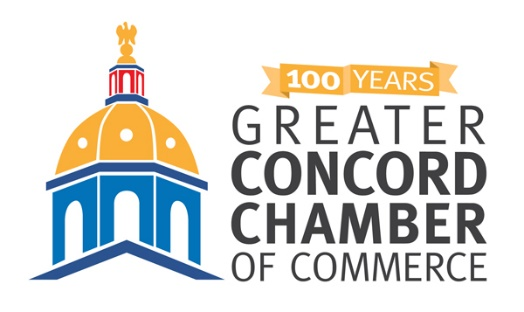 100 YEARS
GREATER
CONCORD
CHAMBER
OF COMMERCE